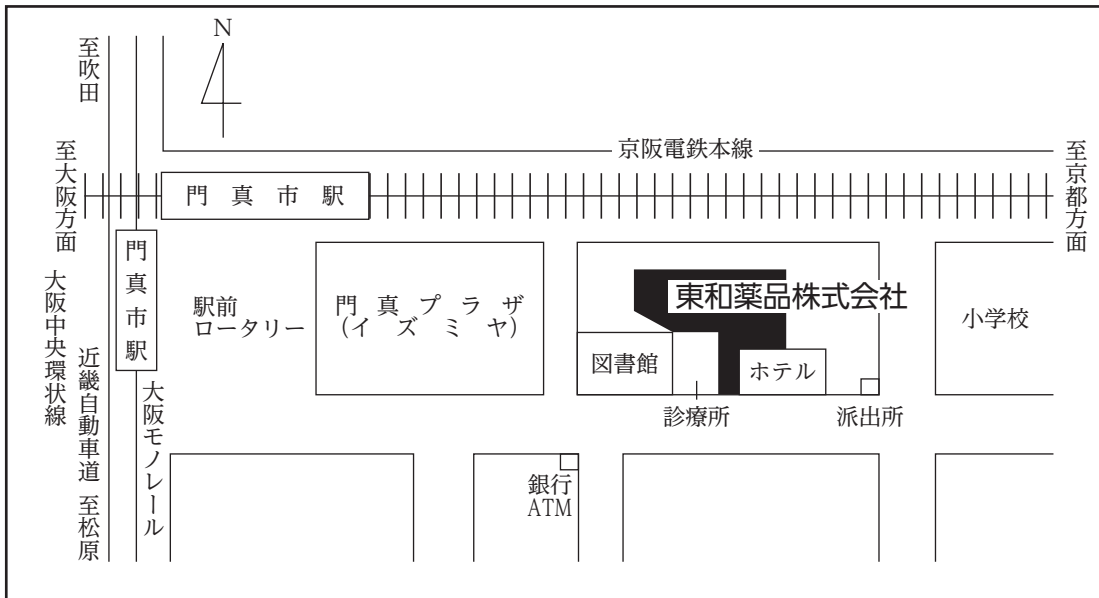 N
至吹田
京阪電鉄本線
至大阪方面
至京都方面
門真市駅
門真市駅
大阪中央環状線
近畿自動車道
至松原
大阪モノレール
駅前
ロータリー
門真プラザ
(イズミヤ)
東和薬品株式会社
図書館
ホテル
小学校
診療所
派出所
銀行
ATM